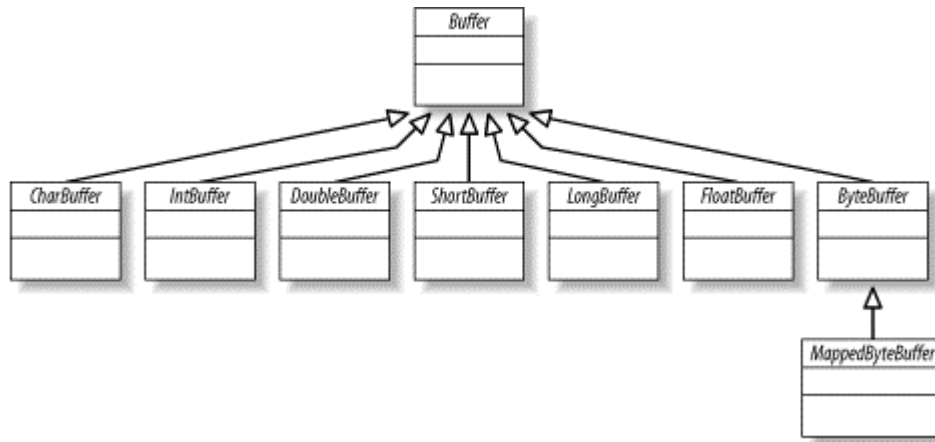 Buffer
CharBuffer
IntBuffer
DoubleBuffer
ShortBuffer
LongBuffer
FloatBuffer
ByteBuffer
MappedByteBuffer